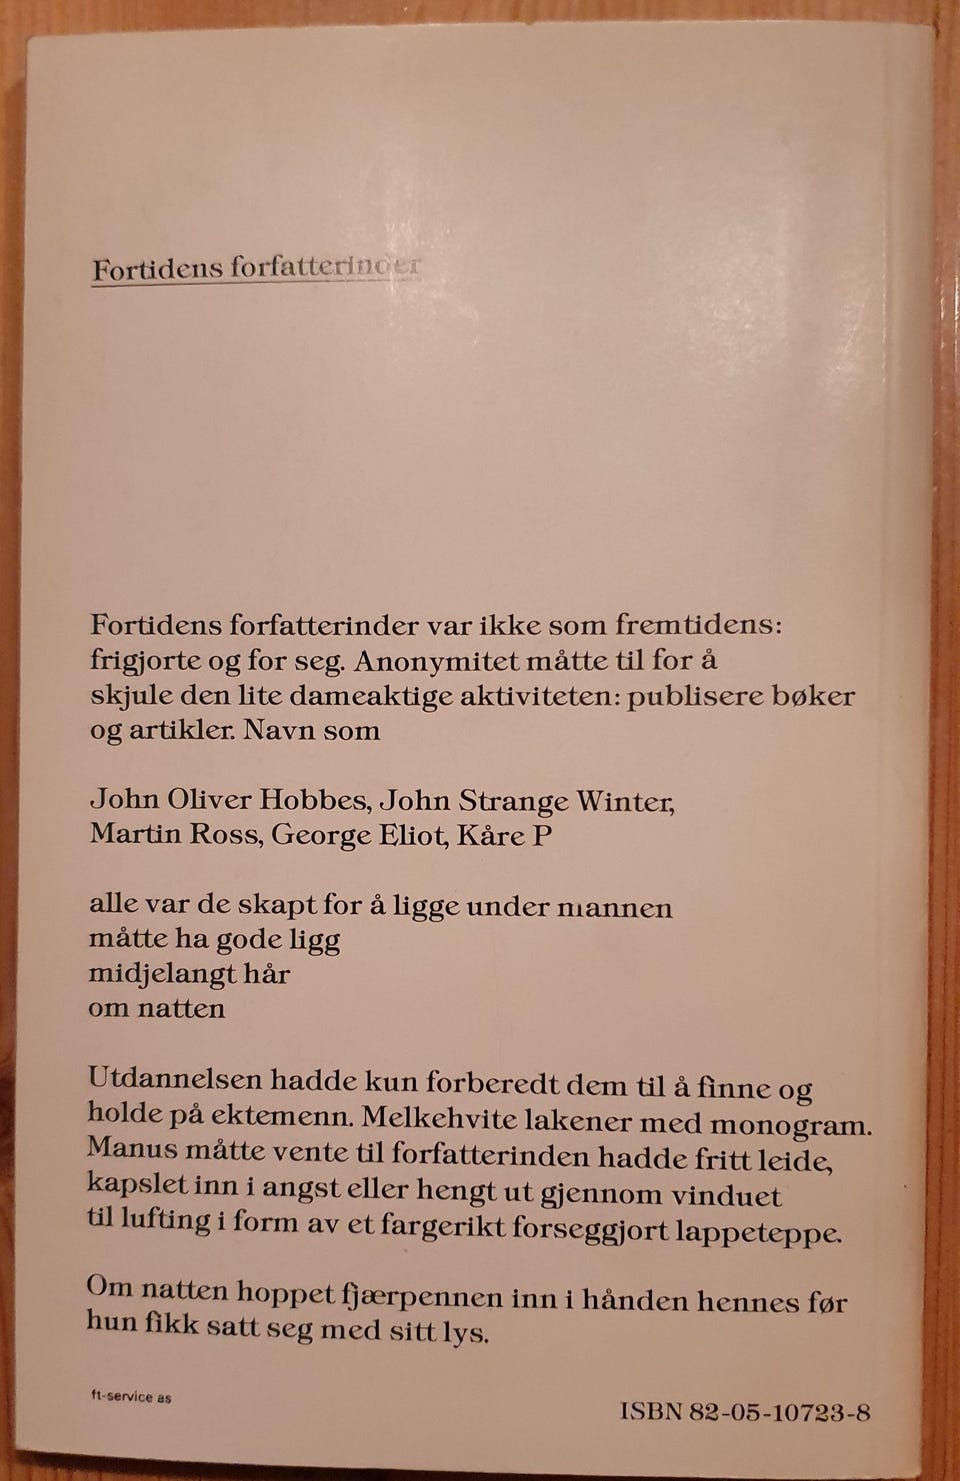 Fortidens forfatterinder
Fortidens forfatterinder var ikke som fremtidens:
frigjorte og for seg. Anonymitet måtte til for å
skjule den lite dameaktige aktiviteten: publisere bøker
og artikler. Navn som
John Oliver Hobbes, John Strange Winter,
Martin Ross, George Eliot, Kåre P
alle var de skapt for å ligge under mannen
måtte ha gode ligg
midjelangt hår
om natten
Utdannelsen hadde kun forberedt dem til å finne og
holde på ektemenn. Melkehvite lakener med monogram.
Manus måtte vente til forfatterinden hadde fritt leide,
kapslet inn i angst eller hengt ut gjennom vinduet
til lufting i form av et fargerikt forseggjort lappeteppe.
Om natten hoppet fjærpennen inn i hånden hennes før
hun fikk satt seg med sitt lys.
ft-service as
ISBN 82-05-10723-8